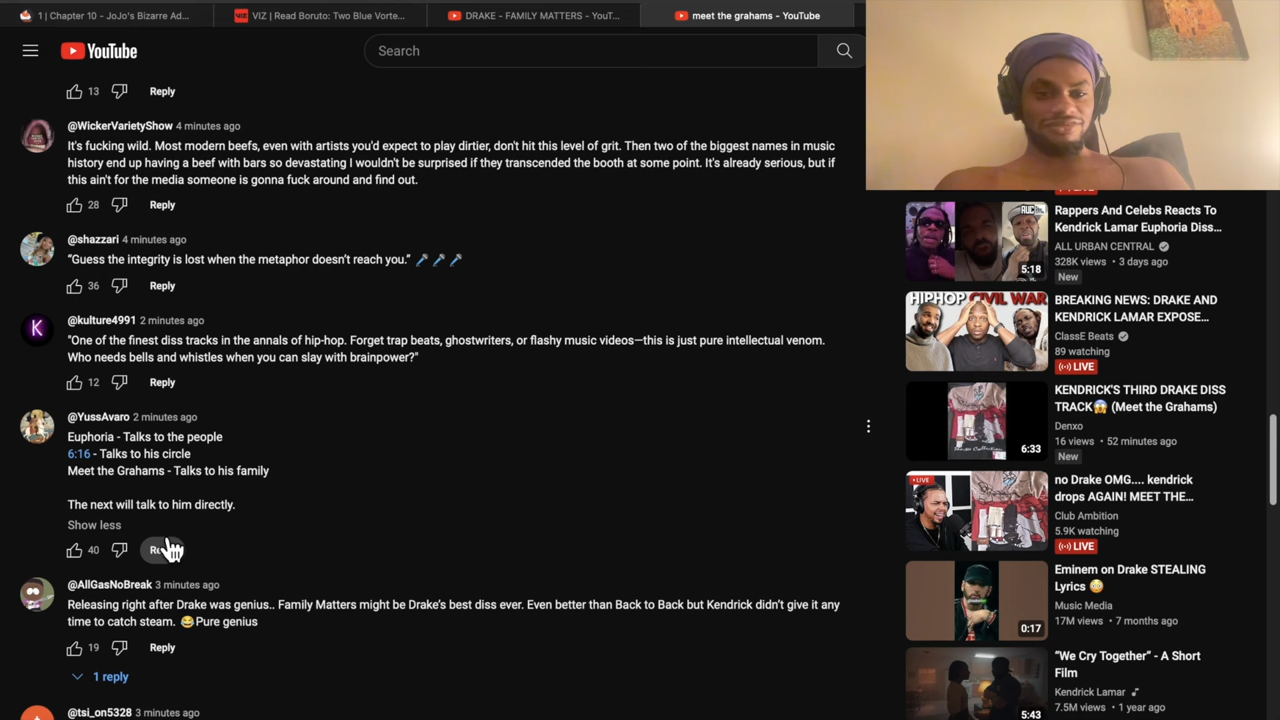 1 | Chapter 10 - JoJo's Bizarre Ad...
VIZ | Read Boruto: Two Blue Vorte...
DRAKE - FAMILY MATTERS - YouT...
meet the grahams - YouTube
YouTube
Search
13
Reply
@WickerVarietyShow 4 minutes ago
It's fucking wild. Most modern beefs, even with artists you'd expect to play dirtier, don't hit this level of grit. Then two of the biggest names in music
history end up having a beef with bars so devastating I wouldn't be surprised if they transcended the booth at some point. It's already serious, but if
this ain't for the media someone is gonna fuck around and find out.
28
Reply
@shazzari 4 minutes ago
“Guess the integrity is lost when the metaphor doesn’t reach you.” 🎤 🎤 🎤
36
Reply
K
@kulture4991 2 minutes ago
"One of the finest diss tracks in the annals of hip-hop. Forget trap beats, ghostwriters, or flashy music videos—this is just pure intellectual venom.
Who needs bells and whistles when you can slay with brainpower?"
12
Reply
@YussAvaro 2 minutes ago
Euphoria - Talks to the people
6:16 - Talks to his circle
Meet the Grahams - Talks to his family
The next will talk to him directly.
Show less
40
@AllGasNoBreak 3 minutes ago
Releasing right after Drake was genius.. Family Matters might be Drake’s best diss ever. Even better than Back to Back but Kendrick didn’t give it any
time to catch steam. 😂Pure genius
19
Reply
1 reply
@tsi_on5328 3 minutes ago
Rappers And Celebs Reacts To
Kendrick Lamar Euphoria Diss...
ALL URBAN CENTRAL
328K views • 3 days ago
New
5:18
HIPHOP CIVIL WAR
BREAKING NEWS: DRAKE AND
KENDRICK LAMAR EXPOSE...
ClassE Beats
89 watching
LIVE
KENDRICK'S THIRD DRAKE DISS
TRACK😱 (Meet the Grahams)
Denxo
16 views • 52 minutes ago
New
6:33
LIVE
no Drake OMG.... kendrick
drops AGAIN! MEET THE...
Club Ambition
5.9K watching
LIVE
Eminem on Drake STEALING
Lyrics 😳
Music Media
17M views • 7 months ago
0:17
“We Cry Together” - A Short
Film
Kendrick Lamar
7.5M views • 1 year ago
5:43